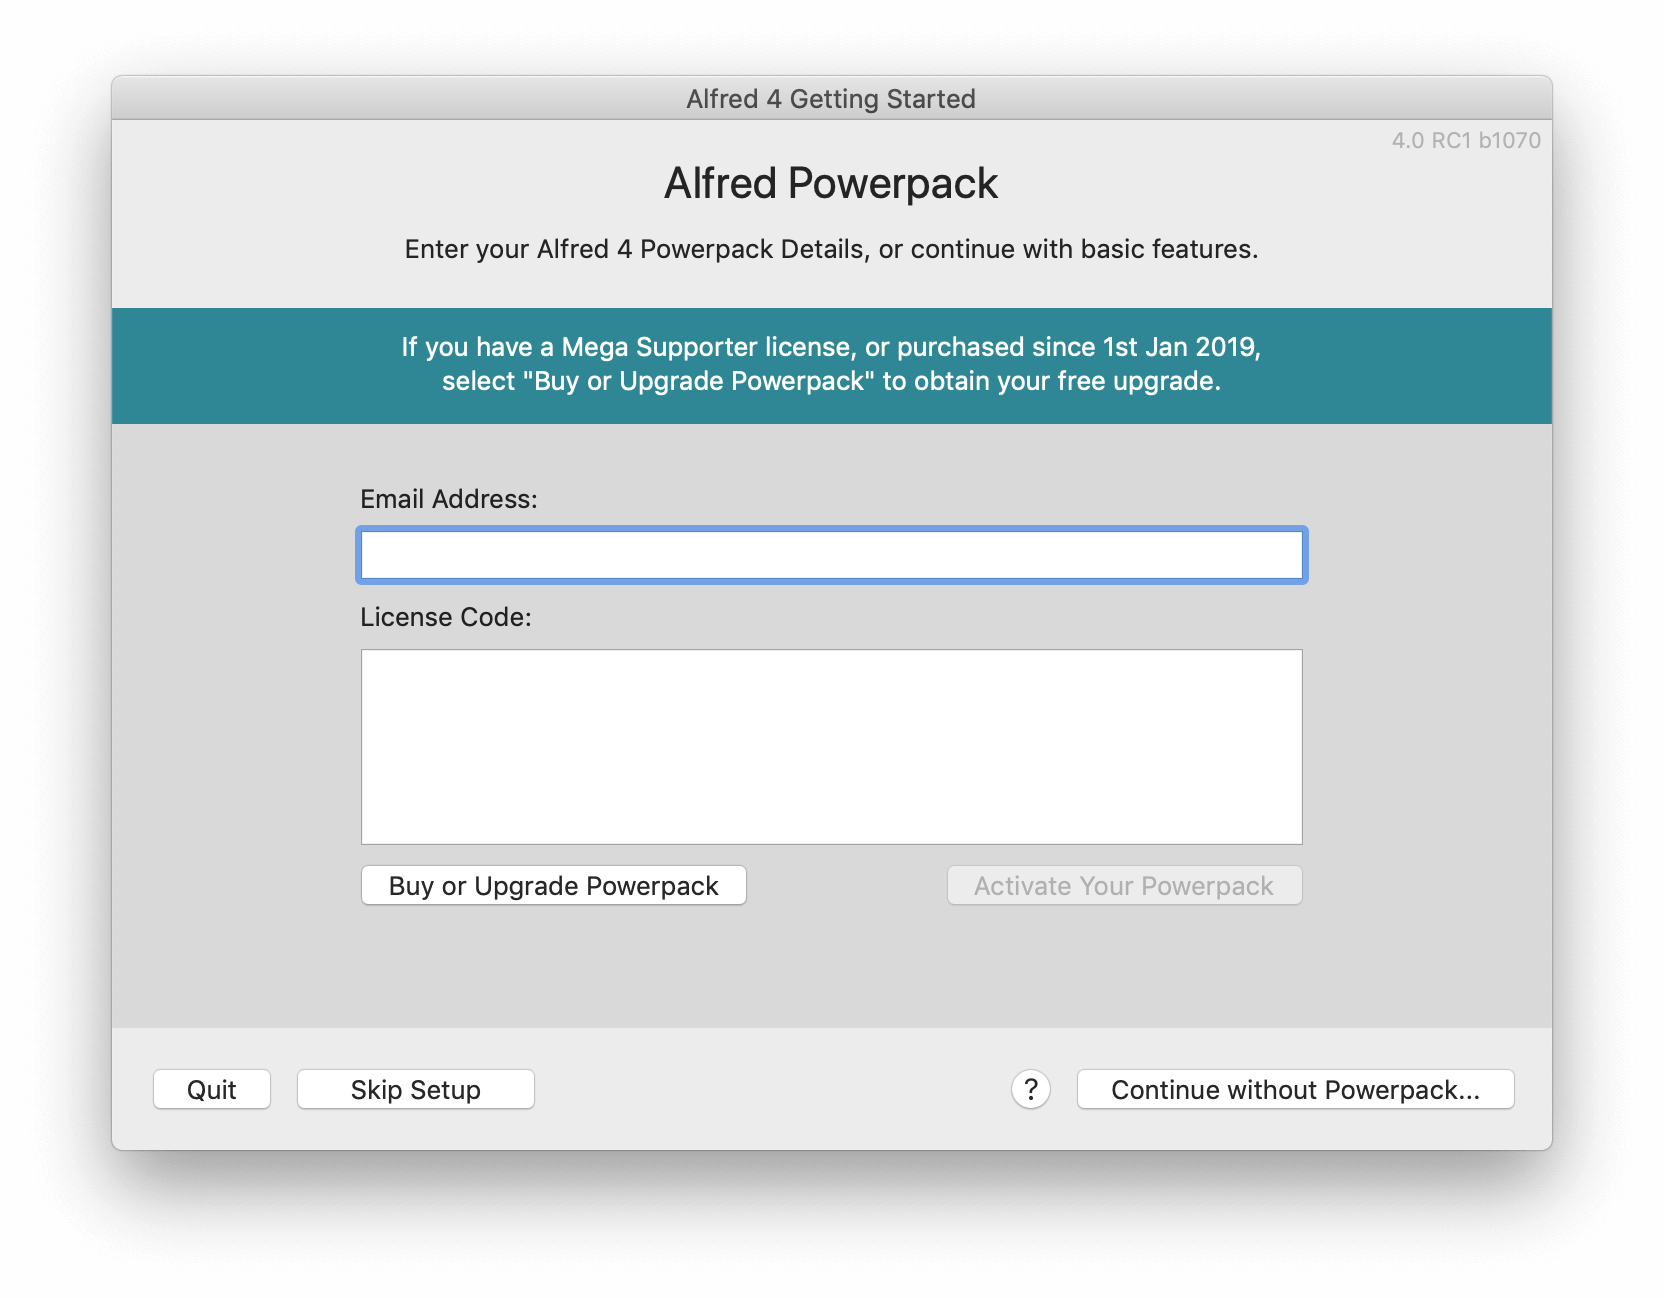 Alfred 4 Getting Started
4.0 RC1 b1070
Alfred Powerpack
Enter your Alfred 4 Powerpack Details, or continue with basic features.
If you have a Mega Supporter license, or purchased since 1st Jan 2019,
select "Buy or Upgrade Powerpack" to obtain your free upgrade.
Email Address:
License Code:
Buy or Upgrade Powerpack
Activate Your Powerpack
Quit
Skip Setup
?
Continue without Powerpack...